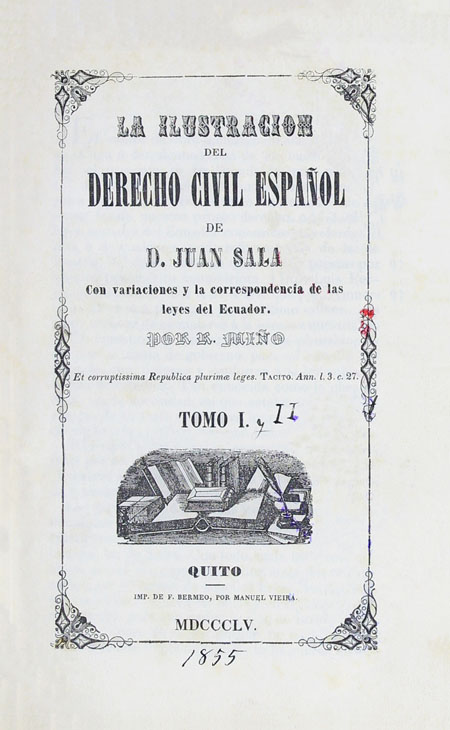 LA ILUSTRACION
DEL
DERECHO CIVIL ESPAÑOL
DE
D. JUAN SALA
Con variaciones y la correspondencia de las
leyes del Ecuador.
POR R. MIÑO
Et corruptissima Republica plurimæ leges. TACITO. Ann. l. 3. c. 27.
TOMO I. y II
QUITO
IMP. DE F. BERMEO, POR MANUEL VIEIRA.
MDCCCLV.
1855